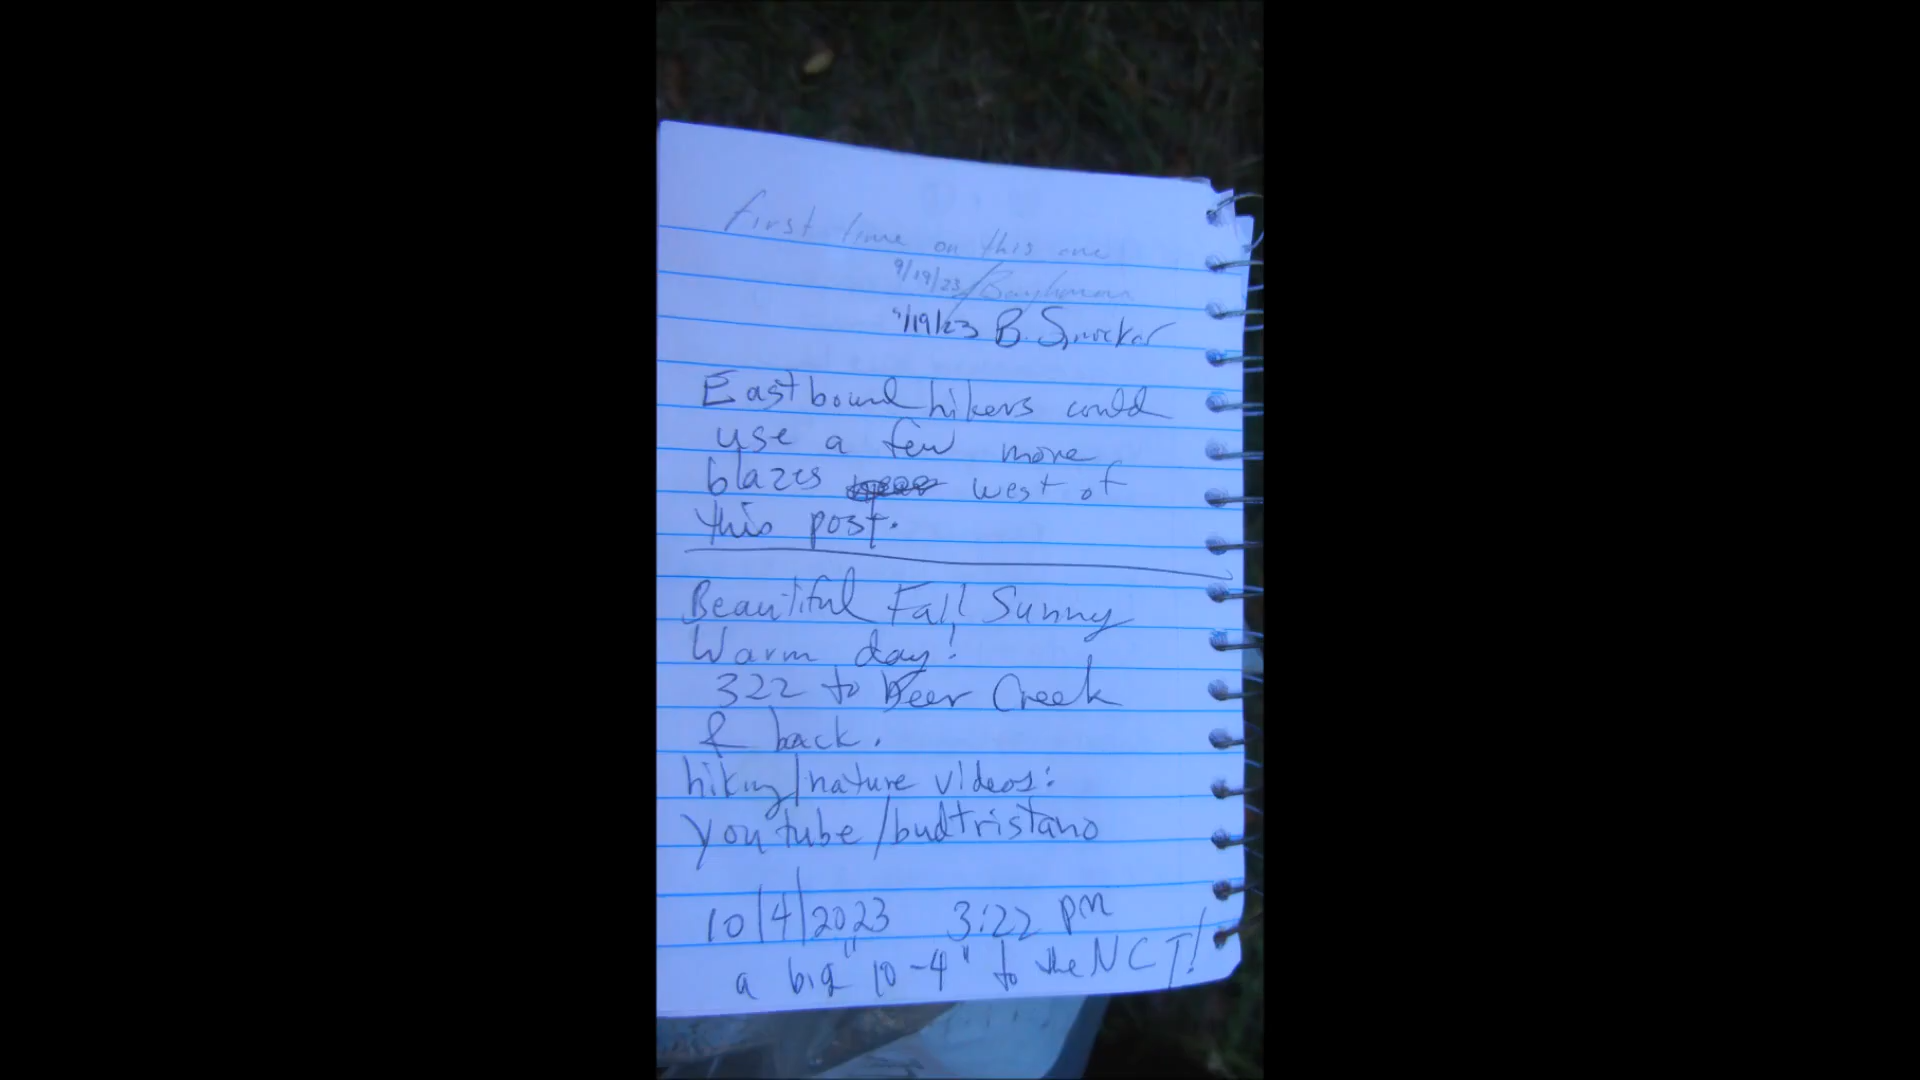 first time on this one
9/19/23
9/19/23 B.
Eastbound hikers could
use a few more
blazes west of
this post.
Beautiful Fall Sunny
Warm day!
322 to Deer Creek
& back.
hiking/nature videos:
youtube/budtristano
10/4/2023 3:22 pm
a big "10-4" to the NCT!